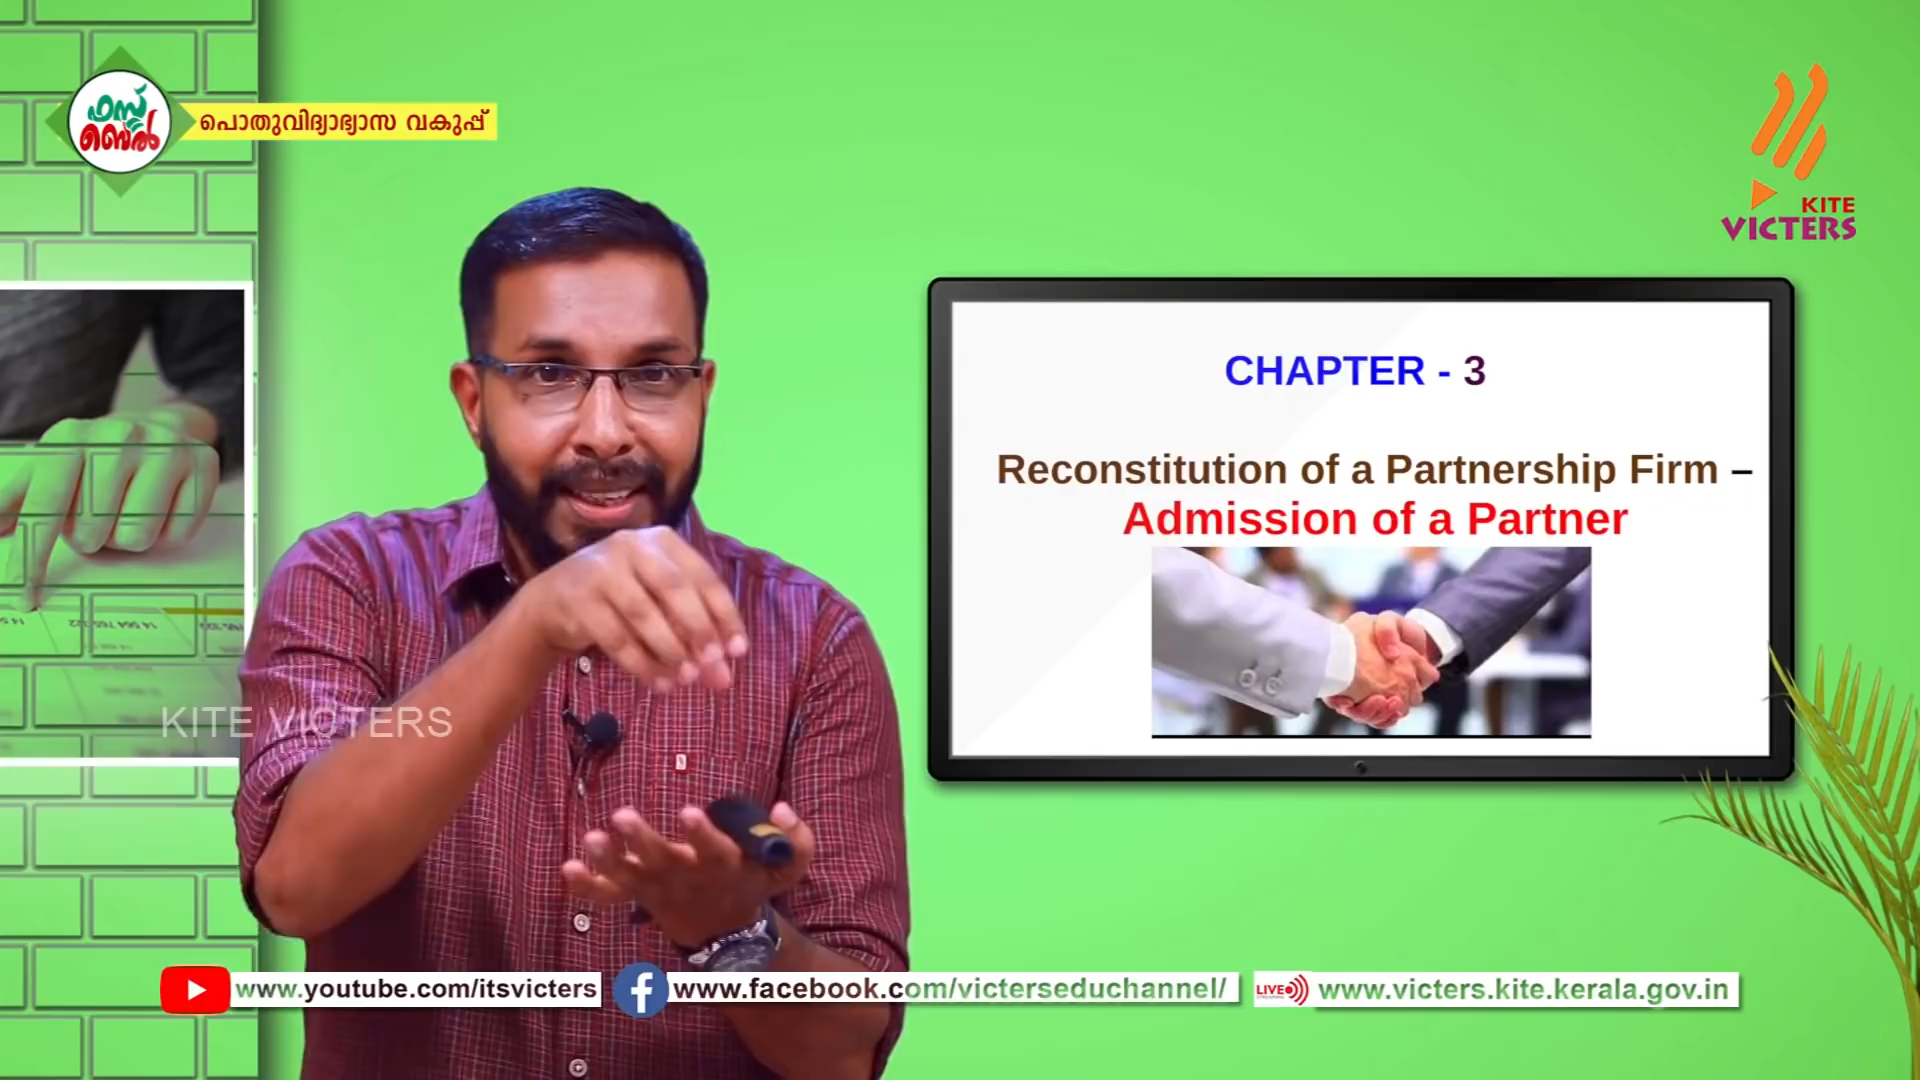 ഫസ്റ്റ്
ബെൽ
പൊതുവിദ്യാഭ്യാസ വകുപ്പ്
KITE
VICTERS
CHAPTER - 3
Reconstitution of a Partnership Firm –
Admission of a Partner
KITE VICTERS
www.youtube.com/itsvicters
www.facebook.com/victerseduchannel/
LIVE
www.victers.kite.kerala.gov.in